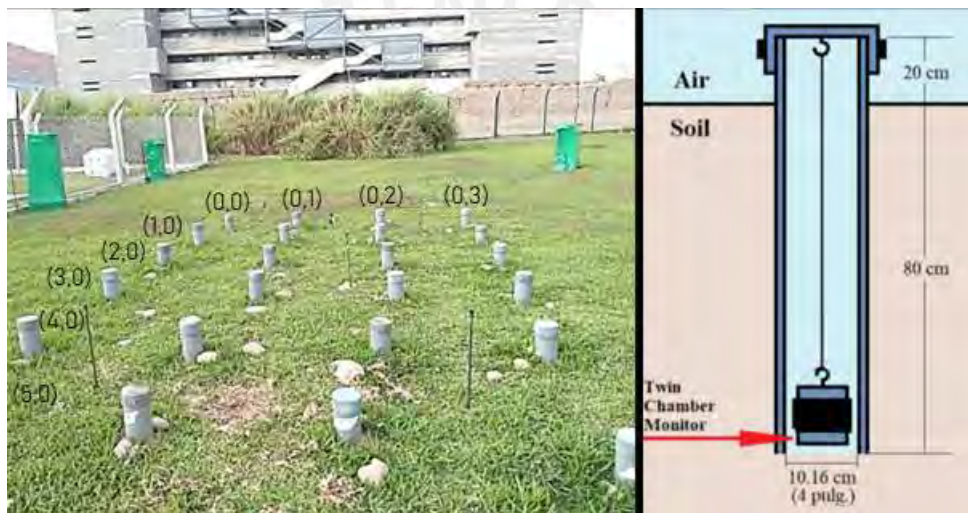 (0,0)
(0,1)
(0,2)
(0,3)
(1,0)
(2,0)
(3,0)
(4,0)
(5,0)
Air
20 cm
Soil
80 cm
Twin
Chamber
Monitor
10.16 cm
(4 pulg.)